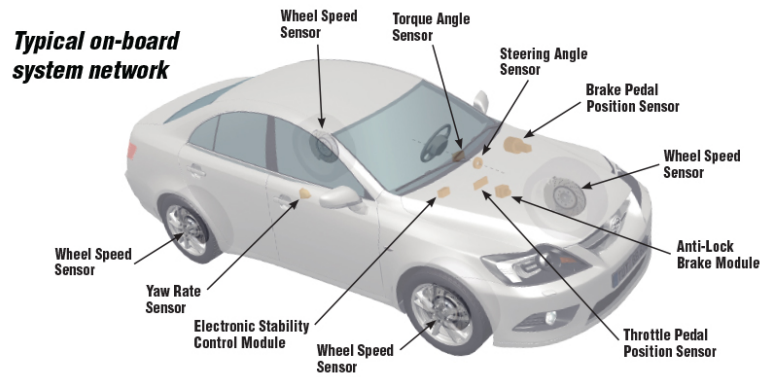 Typical on-board
system network
Wheel Speed
Sensor
Torque Angle
Sensor
Steering Angle
Sensor
Brake Pedal
Position Sensor
Wheel Speed
Sensor
Anti-Lock
Brake Module
Throttle Pedal
Position Sensor
Wheel Speed
Sensor
Electronic Stability
Control Module
Yaw Rate
Sensor
Wheel Speed
Sensor